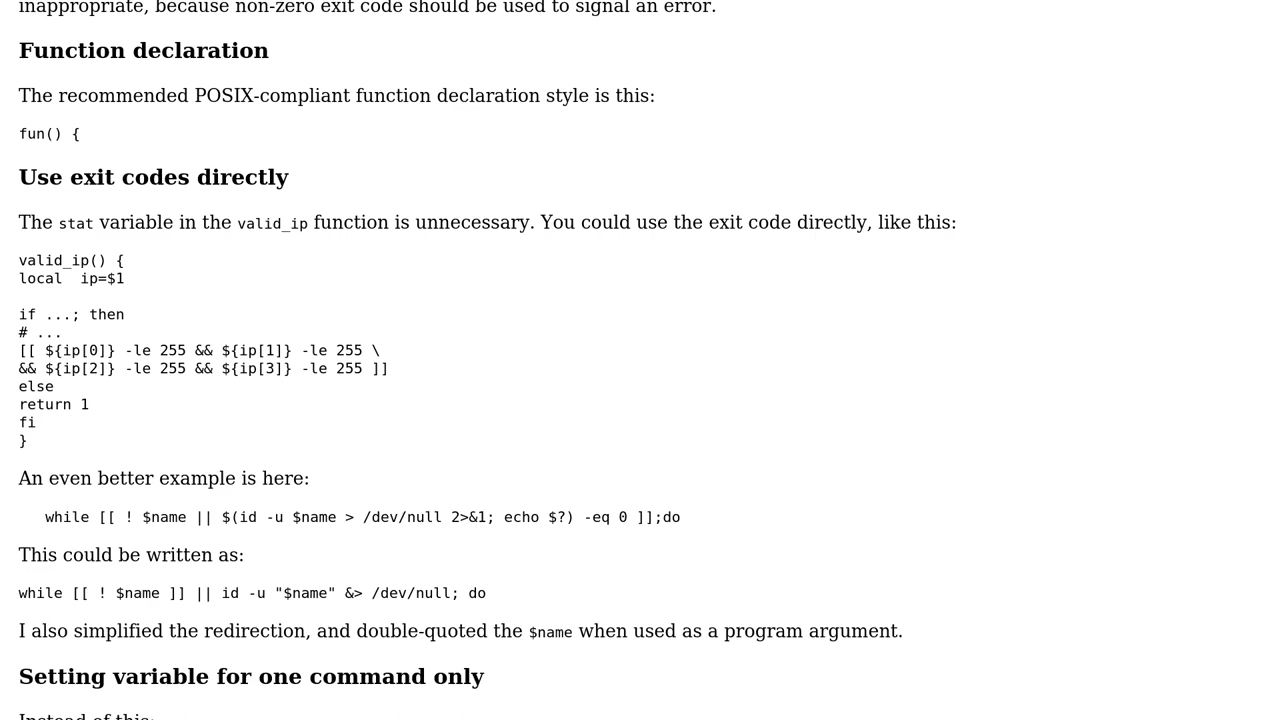 inappropriate, because non-zero exit code should be used to signal an error.
Function declaration
The recommended POSIX-compliant function declaration style is this:
fun() {
Use exit codes directly
The stat variable in the valid_ip function is unnecessary. You could use the exit code directly, like this:
valid_ip() {
local  ip=$1
if ...; then
# ...
[[ ${ip[0]} -le 255 && ${ip[1]} -le 255 \
&& ${ip[2]} -le 255 && ${ip[3]} -le 255 ]]
else
return 1
fi
}
An even better example is here:
   while [[ ! $name || $(id -u $name > /dev/null 2>&1; echo $?) -eq 0 ]];do
This could be written as:
while [[ ! $name ]] || id -u "$name" &> /dev/null; do
I also simplified the redirection, and double-quoted the $name when used as a program argument.
Setting variable for one command only
Instead of this: